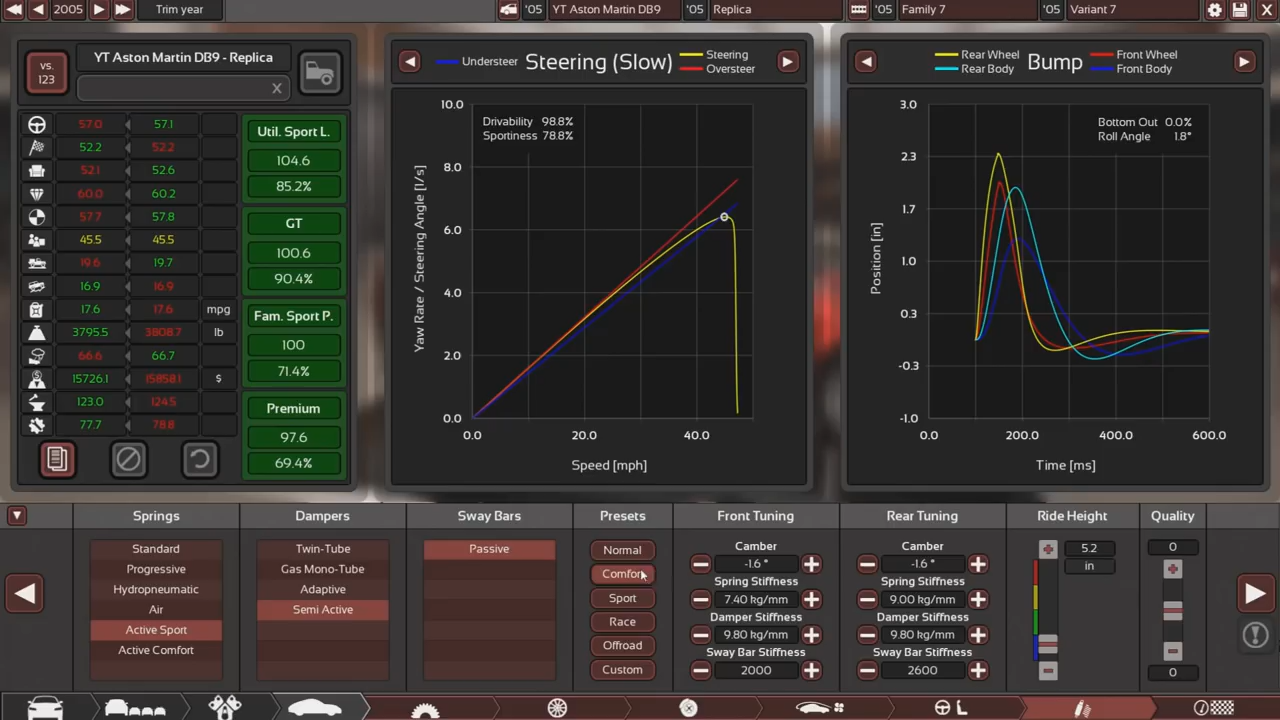 2005 Trim year '05 YT Aston Martin DB9 '05 Replica '05 Family 7 '05 Variant 7 X
vs. 123
YT Aston Martin DB9 - Replica
X
57.0 57.1
52.2 52.2
52.1 52.6
60.0 60.2
57.7 57.8
45.5 45.5
19.6 19.7
16.9 16.9
17.6 17.6 mpg
3795.5 3808.7 lb
66.6 66.7
15726.1 15858.1 $
123.0 124.5
77.7 78.8
Util. Sport L.
104.6
85.2%
GT
100.6
90.4%
Fam. Sport P.
100
71.4%
Premium
97.6
69.4%
Understeer Steering (Slow) Steering
Oversteer
Drivability 98.8%
Sportiness 78.8%
Yaw Rate / Steering Angle [1/s]
10.0
8.0
6.0
4.0
2.0
0.0
0.0 20.0 40.0
Speed [mph]
Rear Wheel Bump Front Wheel
Rear Body Front Body
Bottom Out 0.0%
Roll Angle 1.8°
Position [in]
3.0
2.3
1.7
1.0
0.3
-0.3
-1.0
0.0 200.0 400.0 600.0
Time [ms]
Springs
Standard
Progressive
Hydropneumatic
Air
Active Sport
Active Comfort
Dampers
Twin-Tube
Gas Mono-Tube
Adaptive
Semi Active
Sway Bars
Passive
Presets
Normal
Comfort
Sport
Race
Offroad
Custom
Front Tuning
Camber
-1.6 °
Spring Stiffness
7.40 kg/mm
Damper Stiffness
9.80 kg/mm
Sway Bar Stiffness
2000
Rear Tuning
Camber
-1.6 °
Spring Stiffness
9.00 kg/mm
Damper Stiffness
9.80 kg/mm
Sway Bar Stiffness
2600
Ride Height
5.2
in
Quality
0
0